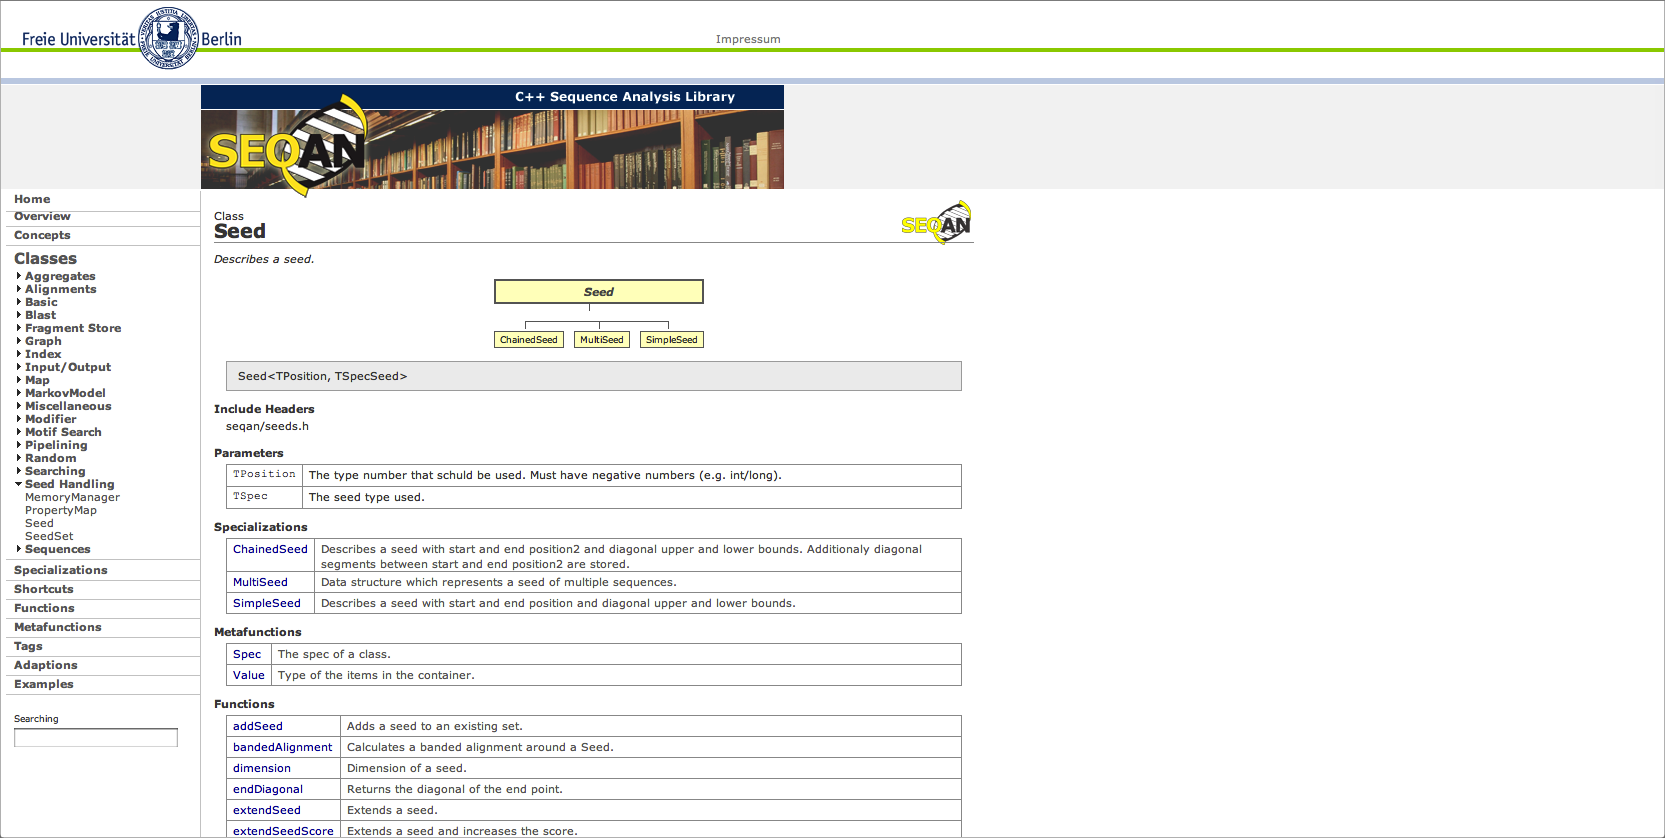 Freie Universität Berlin
Impressum
C++ Sequence Analysis Library
SEQAN
Home
Overview
Concepts
Classes
Aggregates
Alignments
Basic
Blast
Fragment Store
Graph
Index
Input/Output
Map
MarkovModel
Miscellaneous
Modifier
Motif Search
Pipelining
Random
Searching
Seed Handling
MemoryManager
PropertyMap
Seed
SeedSet
Sequences
Specializations
Shortcuts
Functions
Metafunctions
Tags
Adaptions
Examples
Searching
Class
Seed
SEQAN
Describes a seed.
Seed
ChainedSeed MultiSeed SimpleSeed
Seed<TPosition, TSpecSeed>
Include Headers
seqan/seeds.h
Parameters
TPosition The type number that schuld be used. Must have negative numbers (e.g. int/long).
TSpec The seed type used.
Specializations
ChainedSeed Describes a seed with start and end position2 and diagonal upper and lower bounds. Additionaly diagonal
segments between start and end position2 are stored.
MultiSeed Data structure which represents a seed of multiple sequences.
SimpleSeed Describes a seed with start and end position and diagonal upper and lower bounds.
Metafunctions
Spec The spec of a class.
Value Type of the items in the container.
Functions
addSeed Adds a seed to an existing set.
bandedAlignment Calculates a banded alignment around a Seed.
dimension Dimension of a seed.
endDiagonal Returns the diagonal of the end point.
extendSeed Extends a seed.
extendSeedScore Extends a seed and increases the score.